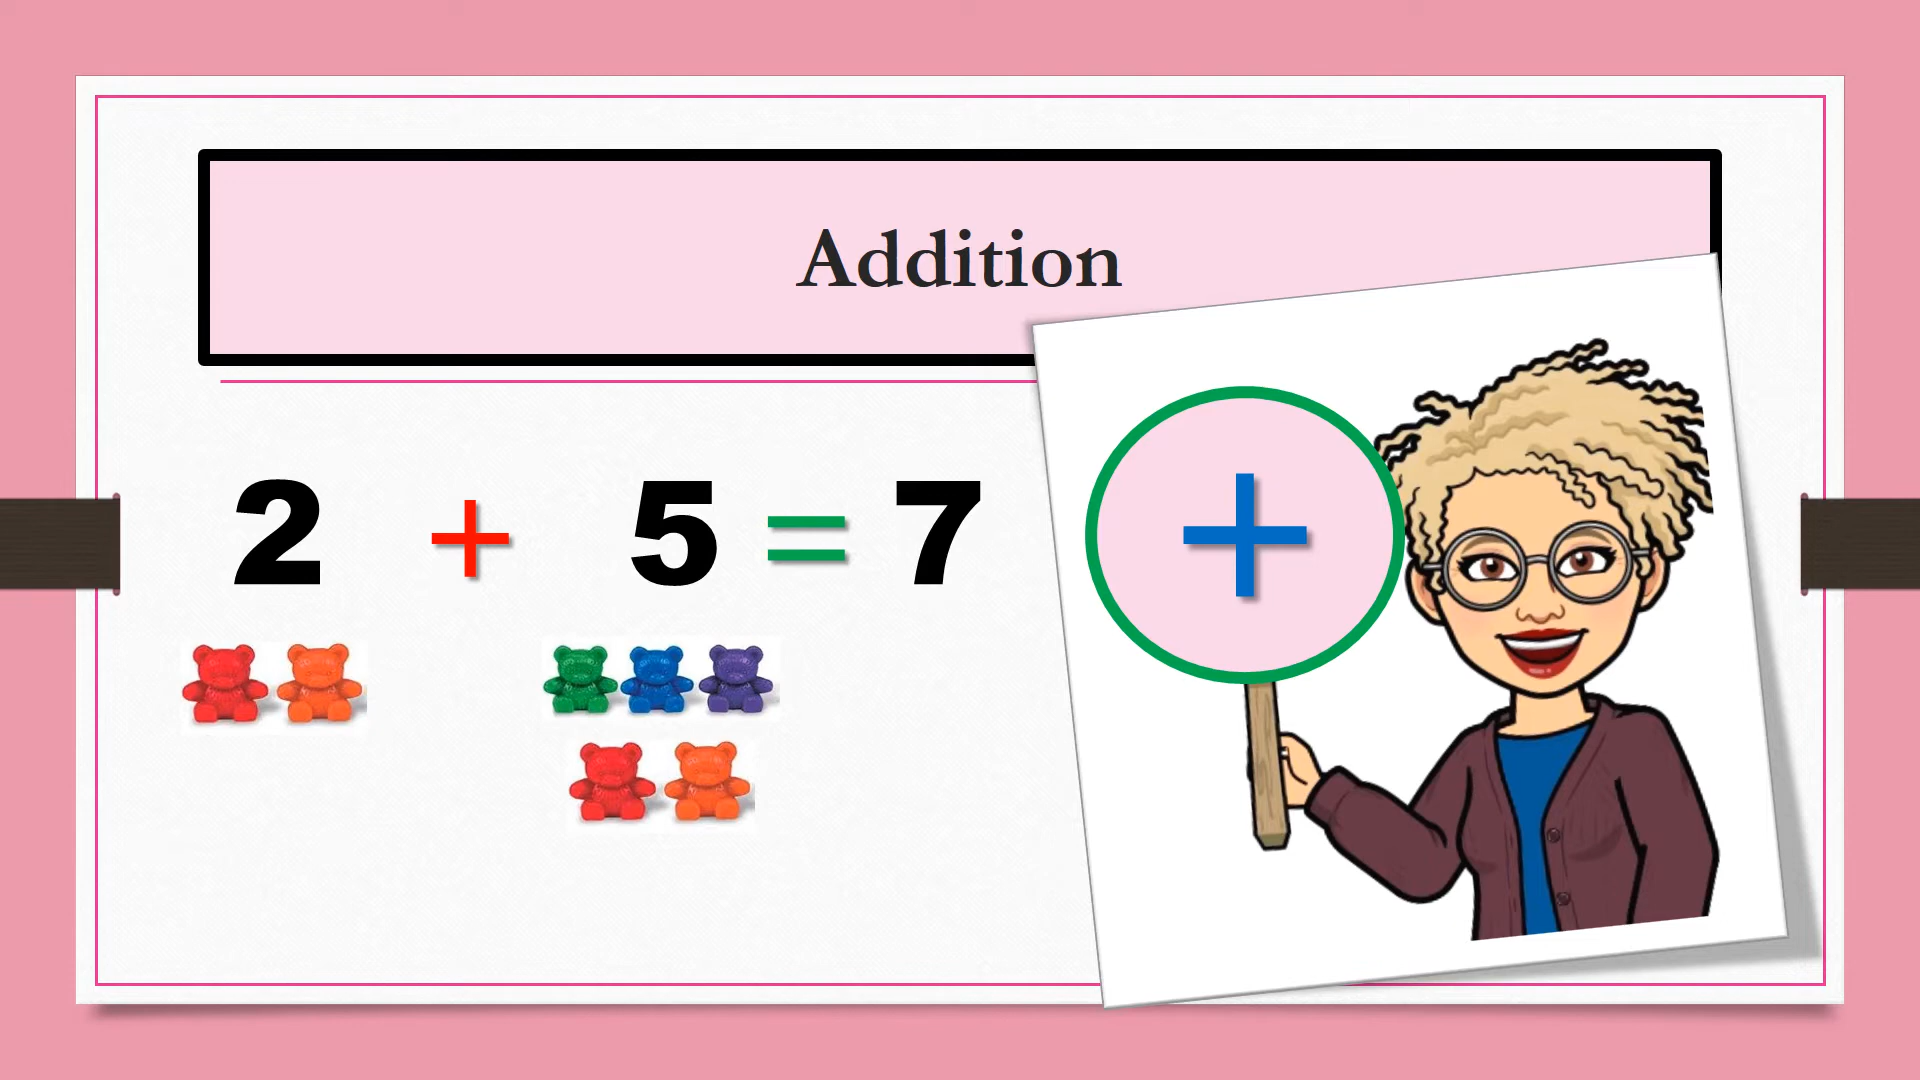 Addition
2 + 5 = 7
+